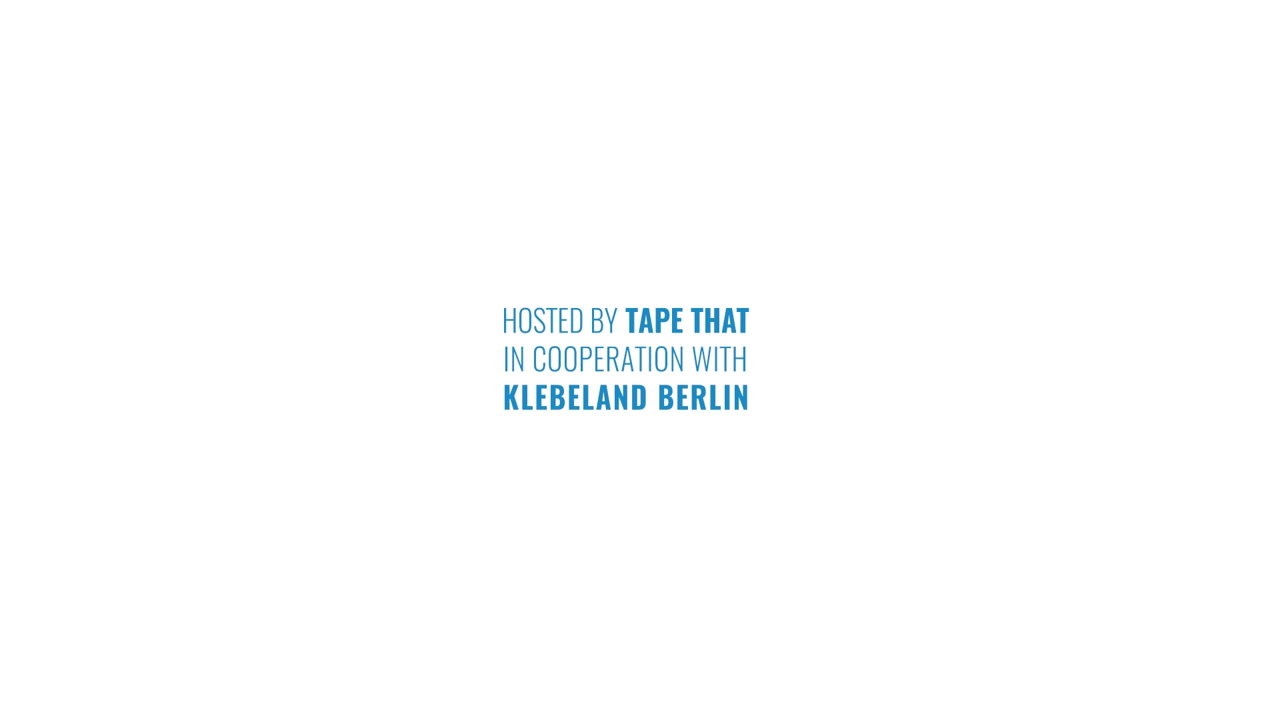 HOSTED BY TAPE THAT
IN COOPERATION WITH
KLEBELAND BERLIN